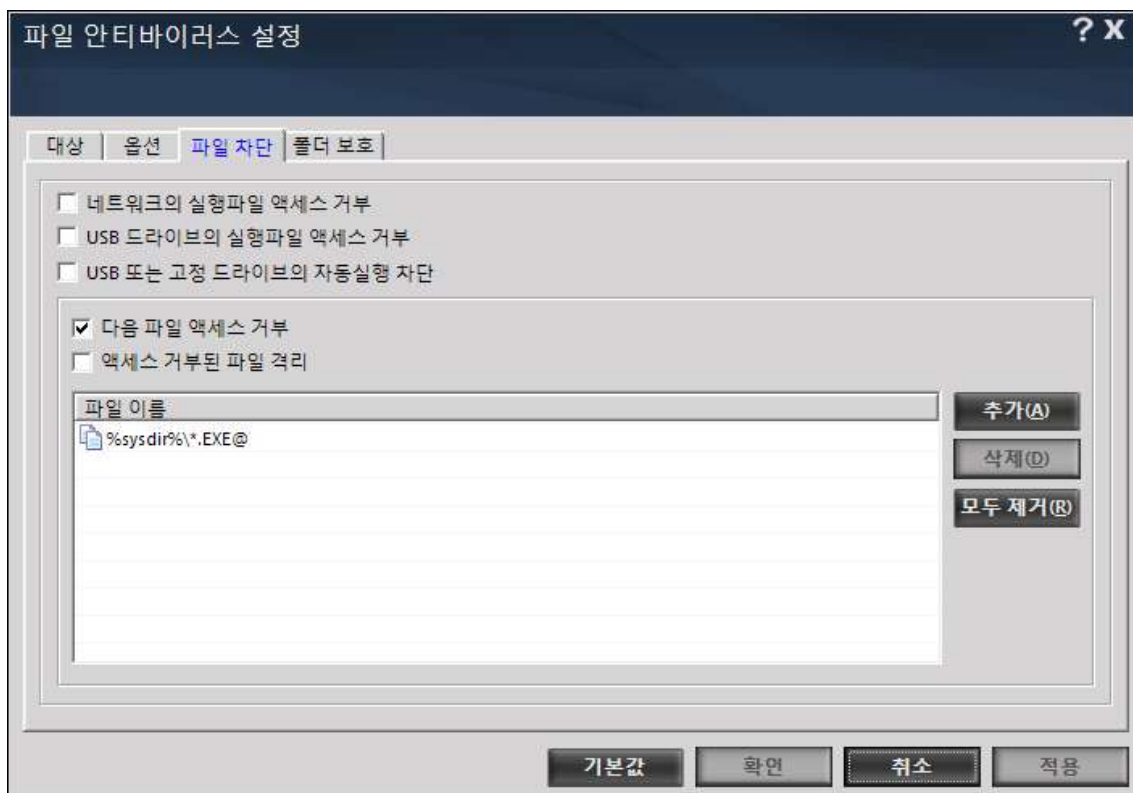 파일 안티바이러스 설정
? X
대상 옵션 파일 차단 폴더 보호
네트워크의 실행파일 액세스 거부
USB 드라이브의 실행파일 액세스 거부
USB 또는 고정 드라이브의 자동실행 차단
다음 파일 액세스 거부
액세스 거부된 파일 격리
파일 이름
%sysdir%\*.EXE@
추가(A)
삭제(D)
모두 제거(R)
기본값 확인 취소 적용